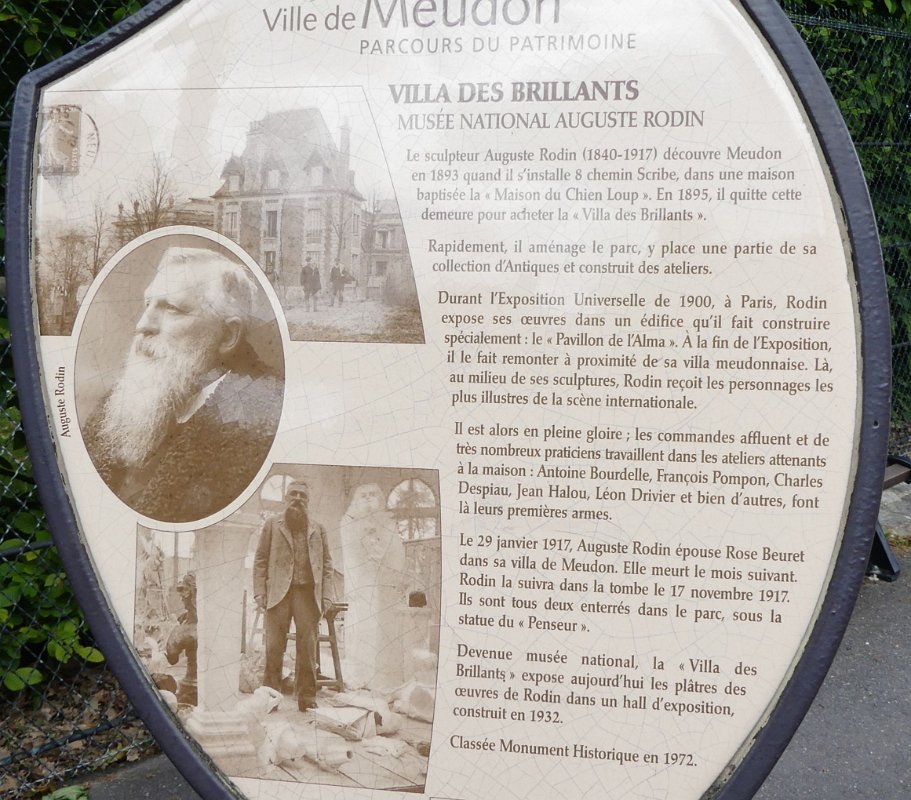 Ville de Meudon
PARCOURS DU PATRIMOINE
VILLA DES BRILLANTS
MUSÉE NATIONAL AUGUSTE RODIN
Le sculpteur Auguste Rodin (1840-1917) découvre Meudon
en 1893 quand il s'installe 8 chemin Scribe, dans une maison
baptisée la « Maison du Chien Loup ». En 1895, il quitte cette
demeure pour acheter la « Villa des Brillants ».
Rapidement, il aménage le parc, y place une partie de sa
collection d'Antiques et construit des ateliers.
Durant l'Exposition Universelle de 1900, à Paris, Rodin
expose ses œuvres dans un édifice qu'il fait construire
spécialement : le « Pavillon de l'Alma ». À la fin de l'Exposition,
il le fait remonter à proximité de sa villa meudonnaise. Là,
au milieu de ses sculptures, Rodin reçoit les personnages les
plus illustres de la scène internationale.
Il est alors en pleine gloire ; les commandes affluent et de
très nombreux praticiens travaillent dans les ateliers attenants
à la maison : Antoine Bourdelle, François Pompon, Charles
Despiau, Jean Halou, Léon Drivier et bien d'autres, font
là leurs premières armes.
Le 29 janvier 1917, Auguste Rodin épouse Rose Beuret
dans sa villa de Meudon. Elle meurt le mois suivant.
Rodin la suivra dans la tombe le 17 novembre 1917.
Ils sont tous deux enterrés dans le parc, sous la
statue du « Penseur ».
Devenue musée national, la « Villa des
Brillants » expose aujourd'hui les plâtres des
œuvres de Rodin dans un hall d'exposition,
construit en 1932.
Classée Monument Historique en 1972.
Auguste Rodin